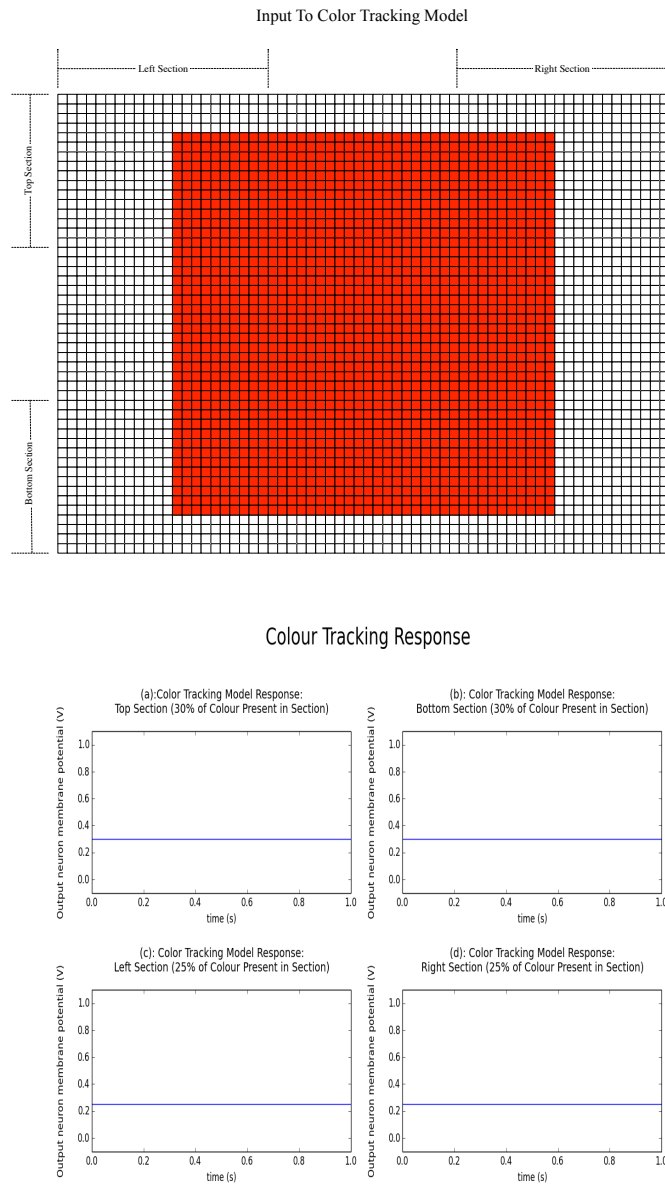 Input To Color Tracking Model
Left Section
Right Section
Top Section
Bottom Section
Colour Tracking Response
(a):Color Tracking Model Response:
Top Section (30% of Colour Present in Section)
Output neuron membrane potential (V)
1.0
0.8
0.6
0.4
0.2
0.0
0.0 0.2 0.4 0.6 0.8 1.0
time (s)
(b): Color Tracking Model Response:
Bottom Section (30% of Colour Present in Section)
Output neuron membrane potential (V)
1.0
0.8
0.6
0.4
0.2
0.0
0.0 0.2 0.4 0.6 0.8 1.0
time (s)
(c): Color Tracking Model Response:
Left Section (25% of Colour Present in Section)
Output neuron membrane potential (V)
1.0
0.8
0.6
0.4
0.2
0.0
0.0 0.2 0.4 0.6 0.8 1.0
time (s)
(d): Color Tracking Model Response:
Right Section (25% of Colour Present in Section)
Output neuron membrane potential (V)
1.0
0.8
0.6
0.4
0.2
0.0
0.0 0.2 0.4 0.6 0.8 1.0
time (s)